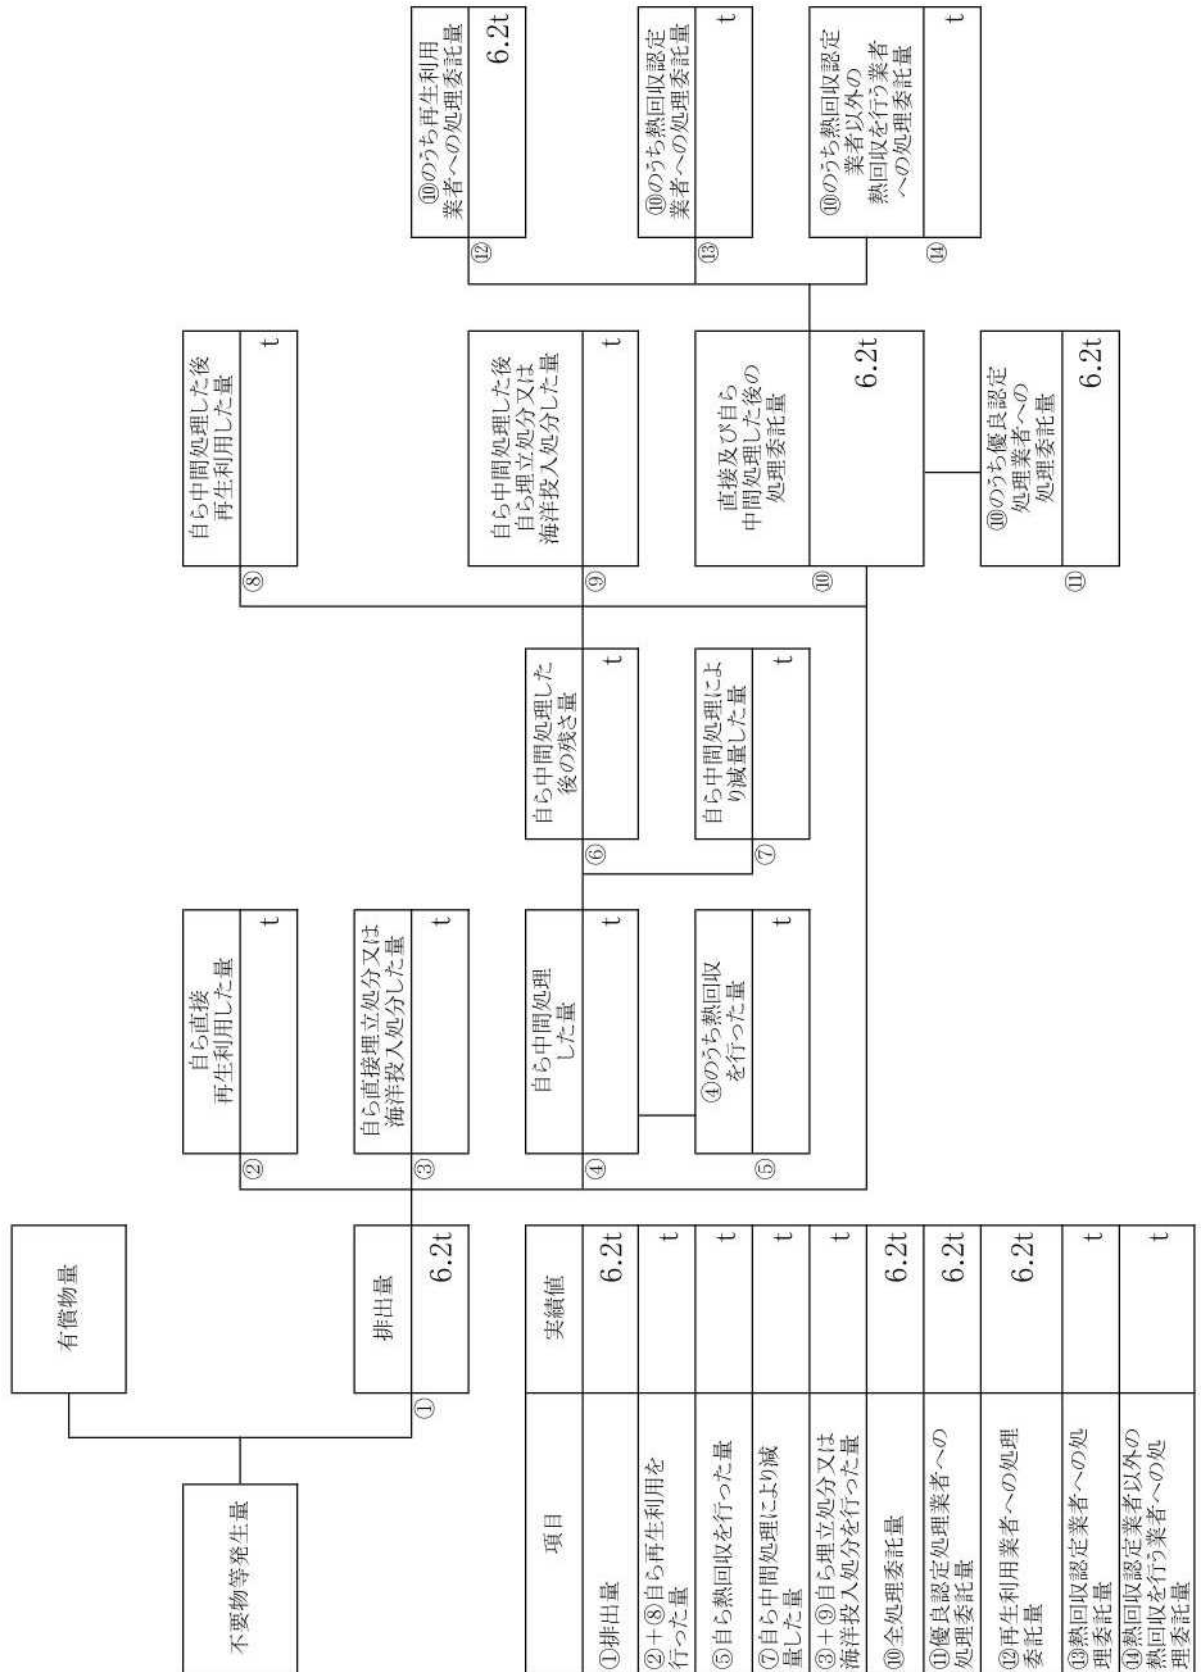 不要物等発生量
有償物量
①
排出量
6.2t
②
自ら直接
再生利用した量
t
③
自ら直接埋立処分又は
海洋投入処分した量
t
④
自ら中間処理
した量
t
⑤
④のうち熱回収
を行った量
t
⑥
自ら中間処理した
後の残さ量
t
⑦
自ら中間処理によ
り減量した量
t
⑧
自ら中間処理した後
再生利用した量
t
⑨
自ら中間処理した後
自ら埋立処分又は
海洋投入処分した量
t
⑩
直接及び自ら
中間処理した後の
処理委託量
6.2t
⑪
⑩のうち優良認定
処理業者への
処理委託量
6.2t
⑫
⑩のうち再生利用
業者への処理委託量
6.2t
⑬
⑩のうち熱回収認定
業者への処理委託量
t
⑭
⑩のうち熱回収認定
業者以外の
熱回収を行う業者
への処理委託量
t
項目
実績値
①排出量
6.2t
②+⑧自ら再生利用を
行った量
t
⑤自ら熱回収を行った量
t
⑦自ら中間処理により減
量した量
t
③+⑨自ら埋立処分又は
海洋投入処分を行った量
t
⑩全処理委託量
6.2t
⑪優良認定処理業者への
処理委託量
6.2t
⑫再生利用業者への処理
委託量
6.2t
⑬熱回収認定業者への処
理委託量
t
⑭熱回収認定業者以外の
熱回収を行う業者への処
理委託量
t